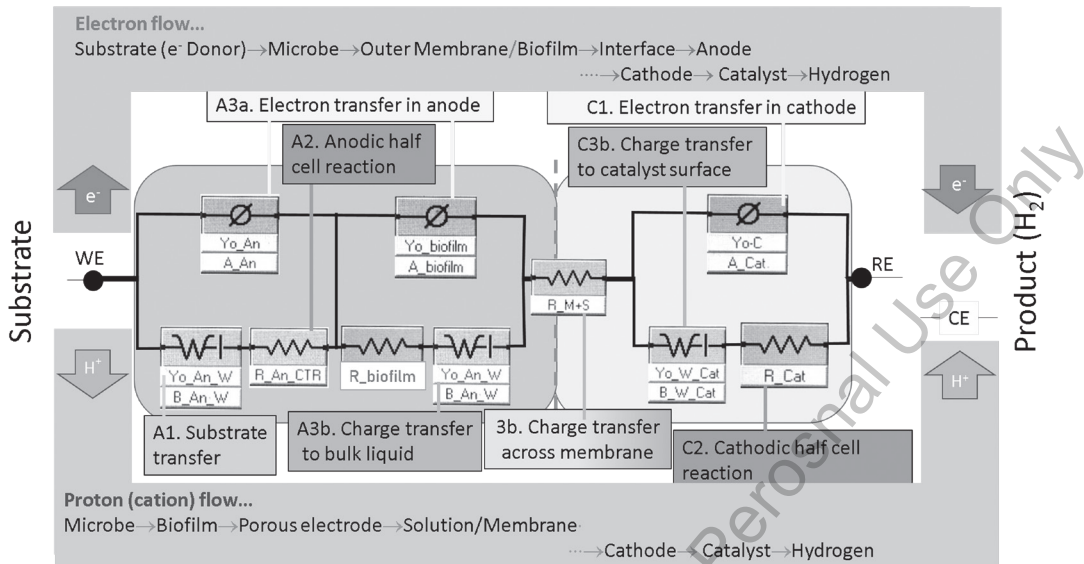 Electron flow...
Substrate (e⁻ Donor)→Microbe→Outer Membrane/Biofilm→Interface→Anode
····→Cathode→ Catalyst→Hydrogen
A3a. Electron transfer in anode
C1. Electron transfer in cathode
A2. Anodic half
cell reaction
C3b. Charge transfer
to catalyst surface
e⁻
e⁻
Yo_An
A_An
Yo_biofilm
A_biofilm
Yo-C
A_Cat
Substrate
WE
RE
Product (H₂)
R_M+S
CE
H⁺
H⁺
Yo_An_W
B_An_W
R_An_CTR
R_biofilm
Yo_An_W
B_An_W
Yo_W_Cat
B_W_Cat
R_Cat
A1. Substrate
transfer
A3b. Charge transfer
to bulk liquid
3b. Charge transfer
across membrane
C2. Cathodic half cell
reaction
Proton (cation) flow...
Microbe→Biofilm→Porous electrode→Solution/Membrane
····→Cathode→ Catalyst→Hydrogen
Perosnal Use Only